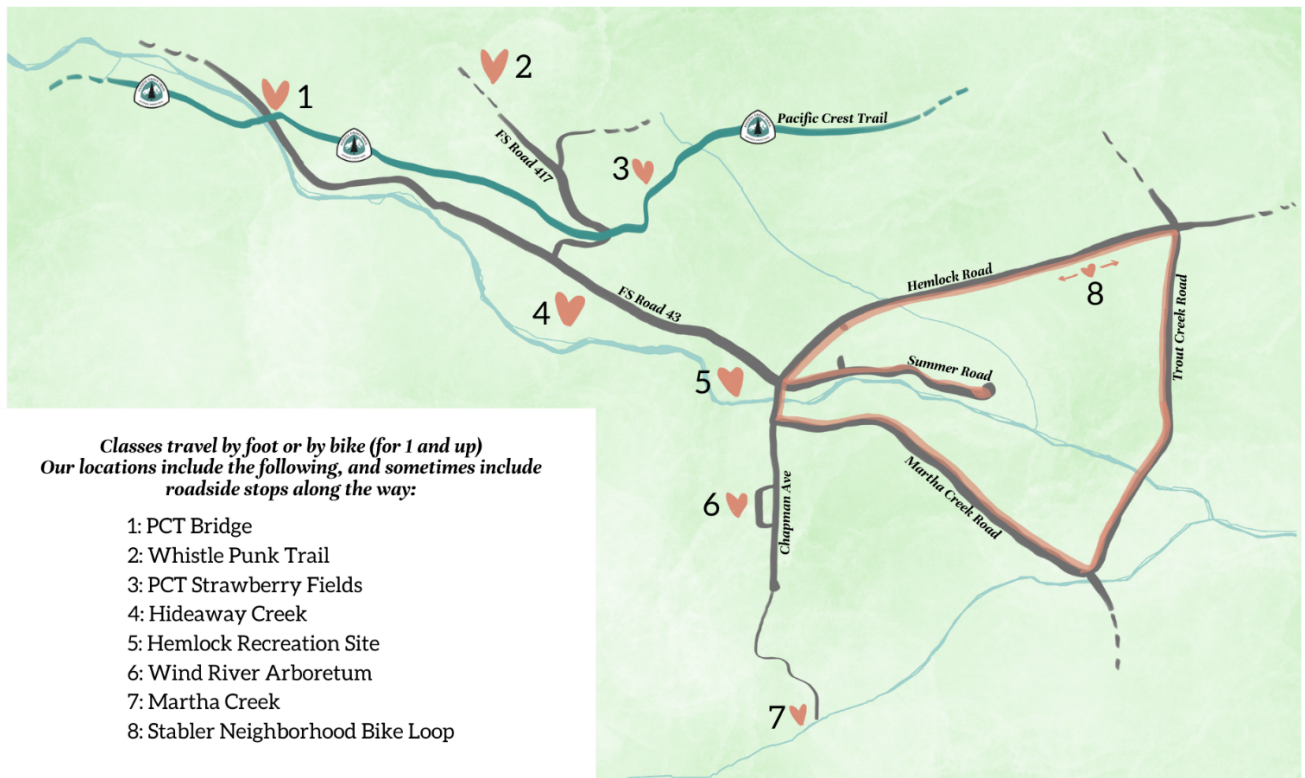 1
2
Pacific Crest Trail
FS Road 417
3
4
FS Road 43
Hemlock Road
8
Trout Creek Road
5
Summer Road
Martha Creek Road
6
Chapman Ave
7
Classes travel by foot or by bike (for 1 and up)
Our locations include the following, and sometimes include
roadside stops along the way:
1: PCT Bridge
2: Whistle Punk Trail
3: PCT Strawberry Fields
4: Hideaway Creek
5: Hemlock Recreation Site
6: Wind River Arboretum
7: Martha Creek
8: Stabler Neighborhood Bike Loop